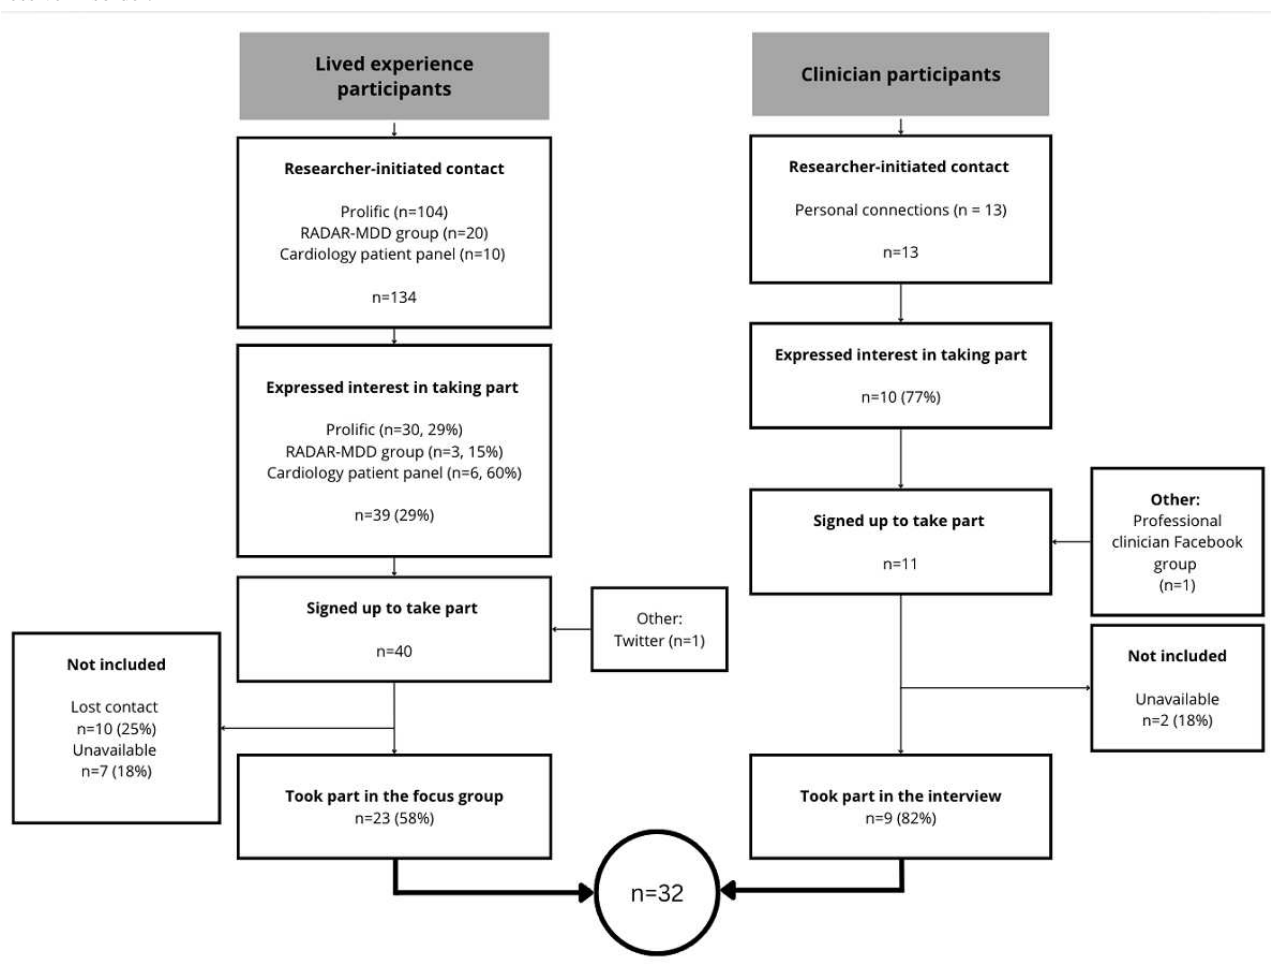 Lived experience
participants
Researcher-initiated contact
Prolific (n=104)
RADAR-MDD group (n=20)
Cardiology patient panel (n=10)
n=134
Expressed interest in taking part
Prolific (n=30, 29%)
RADAR-MDD group (n=3, 15%)
Cardiology patient panel (n=6, 60%)
n=39 (29%)
Signed up to take part
n=40
Other:
Twitter (n=1)
Not included
Lost contact
n=10 (25%)
Unavailable
n=7 (18%)
Took part in the focus group
n=23 (58%)
Clinician participants
Researcher-initiated contact
Personal connections (n = 13)
n=13
Expressed interest in taking part
n=10 (77%)
Signed up to take part
n=11
Other:
Professional
clinician Facebook
group
(n=1)
Not included
Unavailable
n=2 (18%)
Took part in the interview
n=9 (82%)
n=32